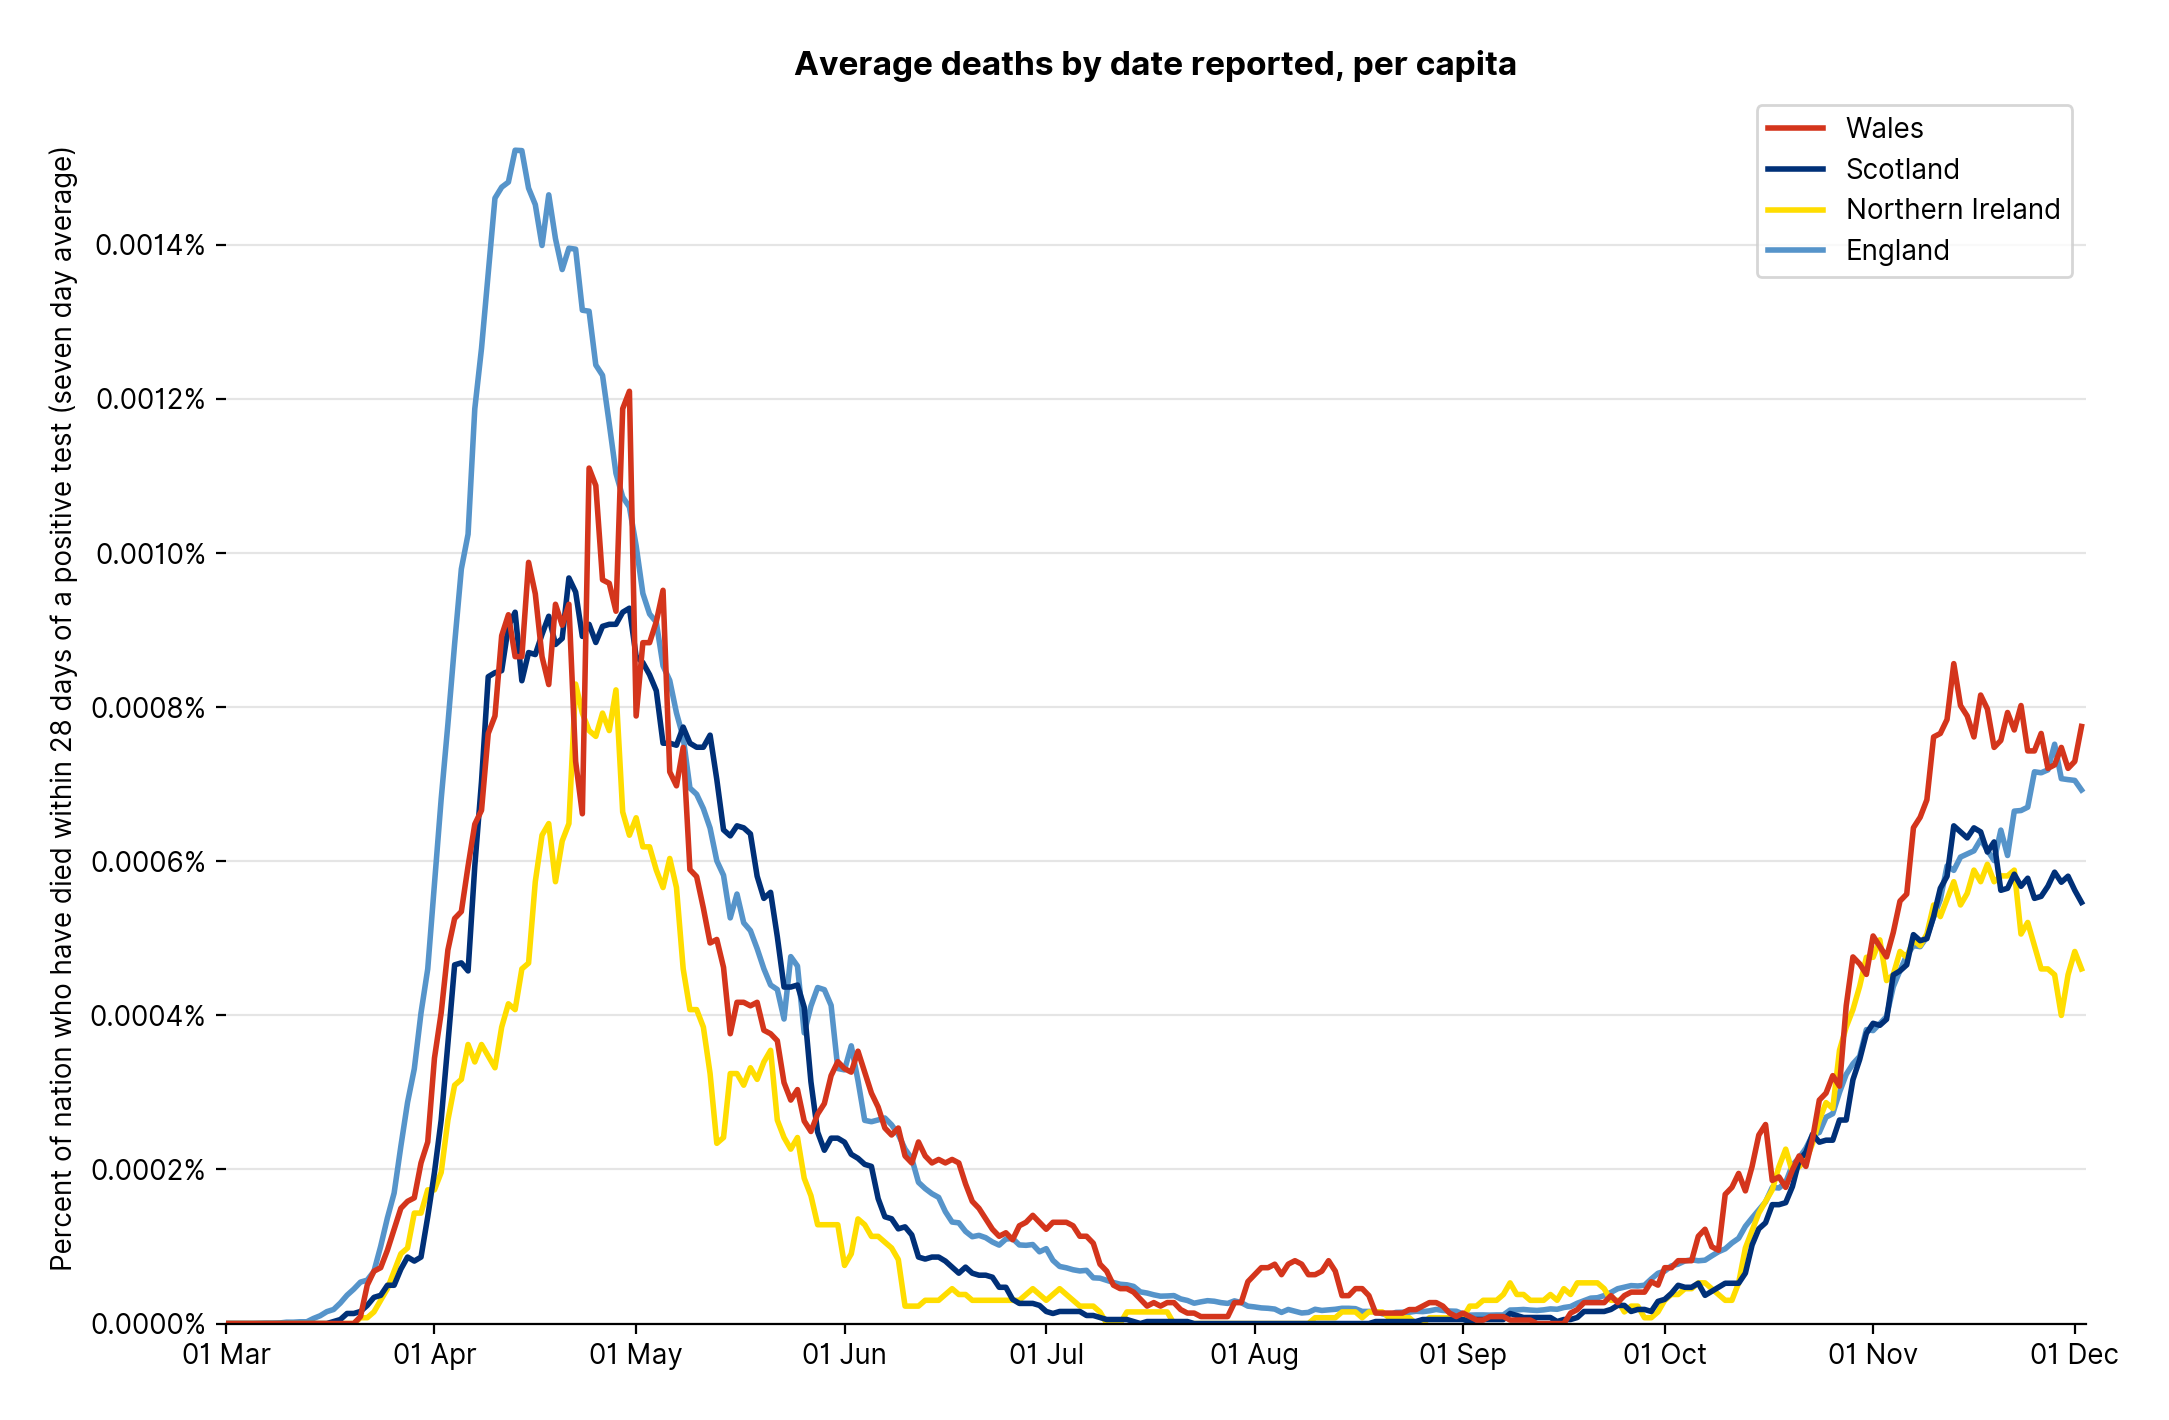 Average deaths by date reported, per capita
Wales
Scotland
Northern Ireland
England
Percent of nation who have died within 28 days of a positive test (seven day average)
0.0014%
0.0012%
0.0010%
0.0008%
0.0006%
0.0004%
0.0002%
0.0000%
01 Mar
01 Apr
01 May
01 Jun
01 Jul
01 Aug
01 Sep
01 Oct
01 Nov
01 Dec